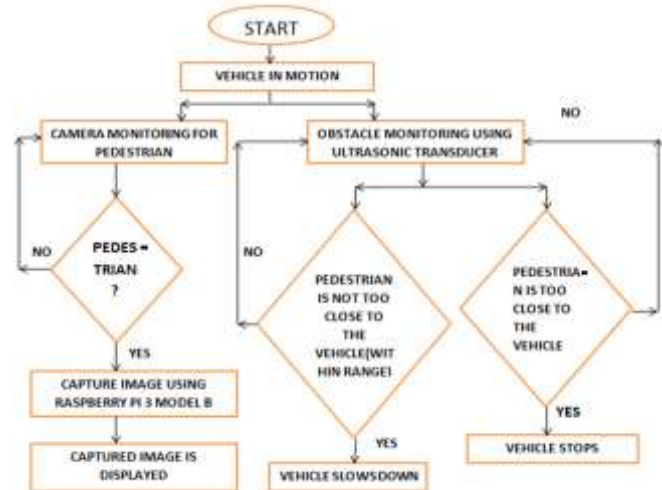 START
VEHICLE IN MOTION
CAMERA MONITORING FOR
PEDESTRIAN
OBSTACLE MONITORING USING
ULTRASONIC TRANSDUCER
NO
NO
PEDES =
TRIAN
?
NO
PEDESTRIAN
IS NOT TOO
CLOSE TO
THE
VEHICLE(WIT
HIN RANGE)
PEDESTRIA=
N IS TOO
CLOSE TO
THE
VEHICLE
YES
CAPTURE IMAGE USING
RASPBERRY PI 3 MODEL B
YES
YES
CAPTURED IMAGE IS
DISPLAYED
VEHICLE SLOWSDOWN
VEHICLE STOPS